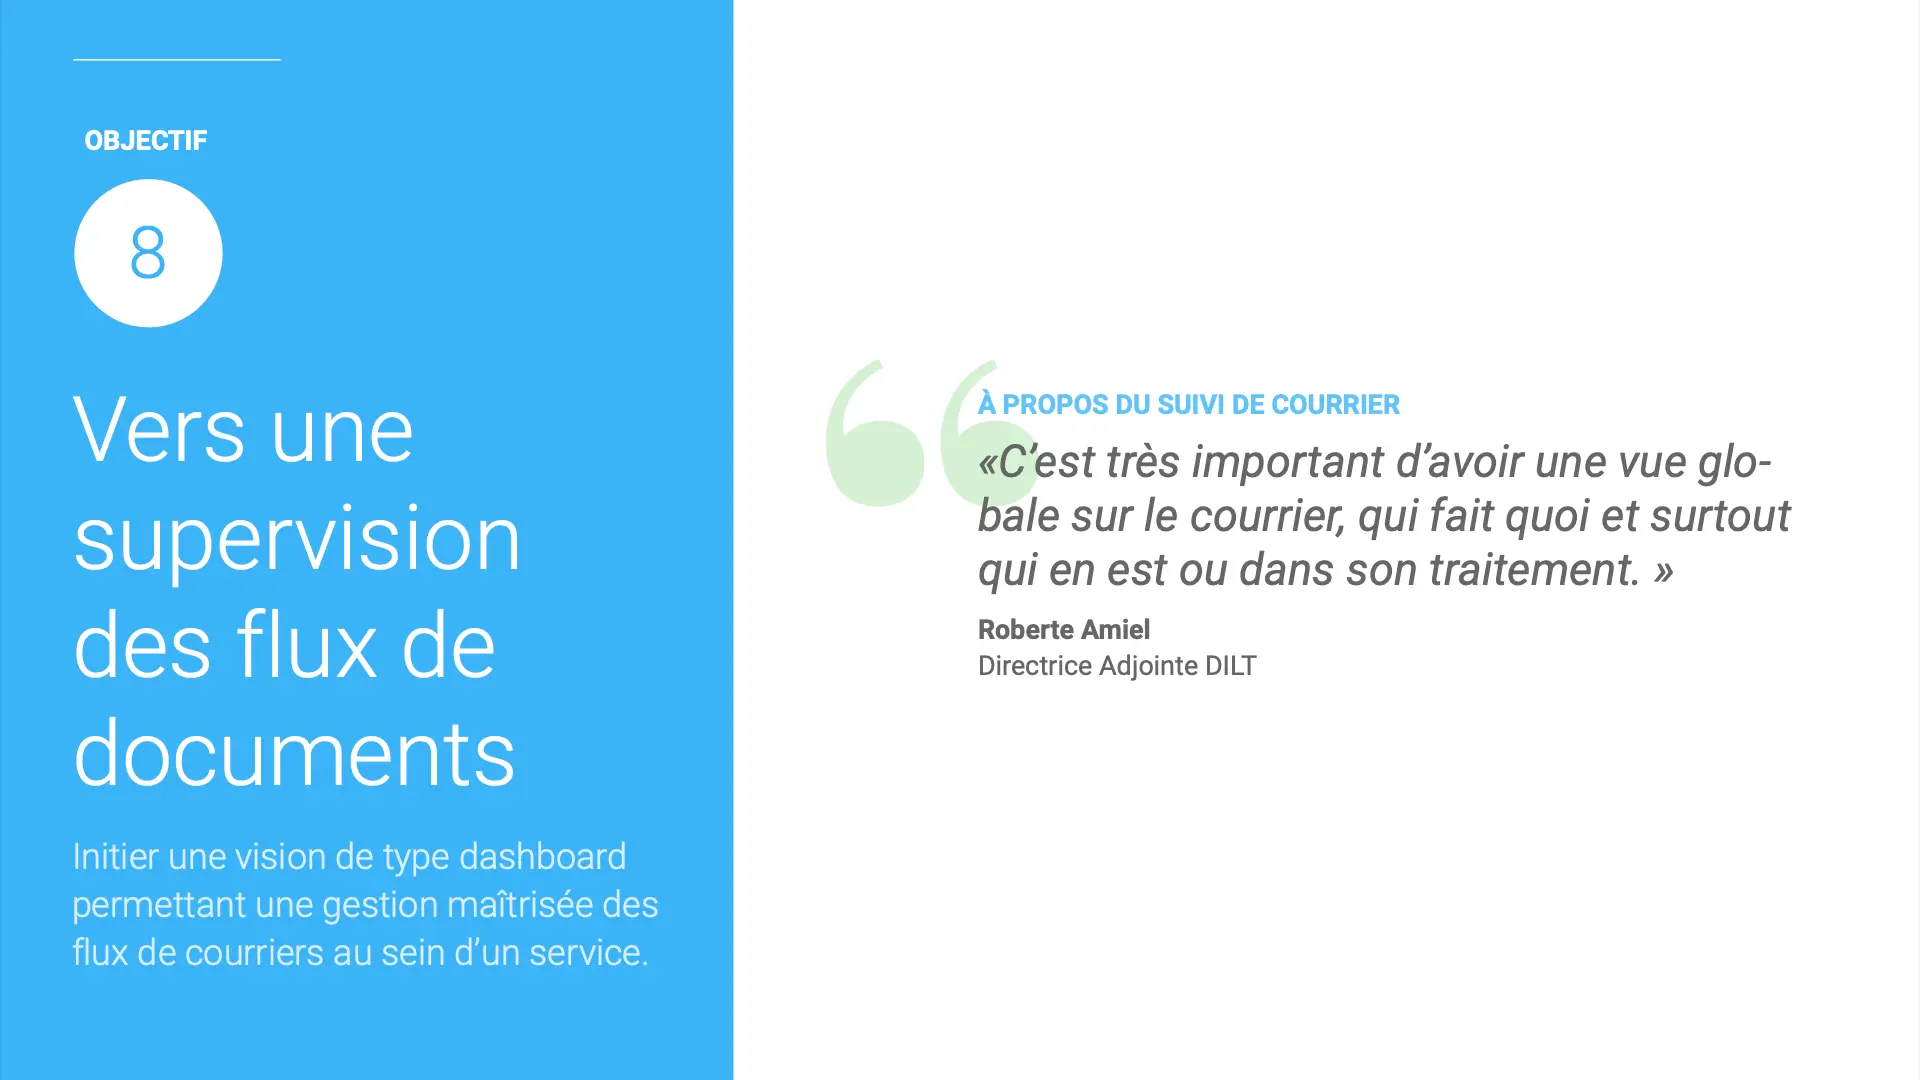 OBJECTIF
8
Vers une
supervision
des flux de
documents
Initier une vision de type dashboard
permettant une gestion maîtrisée des
flux de courriers au sein d’un service.
À PROPOS DU SUIVI DE COURRIER
«C’est très important d’avoir une vue glo-
bale sur le courrier, qui fait quoi et surtout
qui en est ou dans son traitement. »
Roberte Amiel
Directrice Adjointe DILT